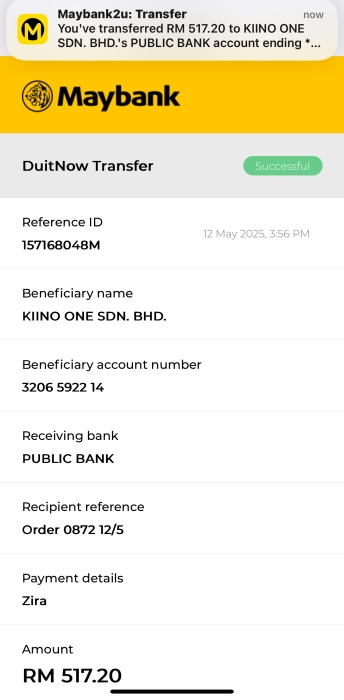 Maybank2u: Transfer
now
You've transferred RM 517.20 to KIINO ONE
SDN. BHD.'s PUBLIC BANK account ending *...
Maybank
DuitNow Transfer
Successful
Reference ID
157168048M
12 May 2025, 3:56 PM
Beneficiary name
KIINO ONE SDN. BHD.
Beneficiary account number
3206 5922 14
Receiving bank
PUBLIC BANK
Recipient reference
Order 0872 12/5
Payment details
Zira
Amount
RM 517.20